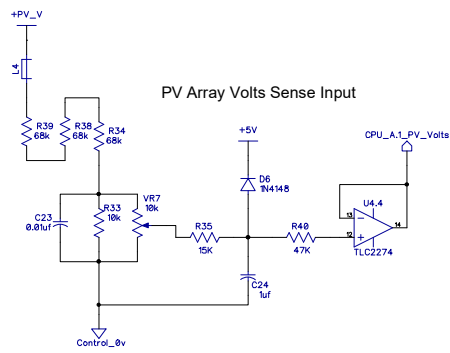 +PV_V
L4
PV Array Volts Sense Input
R39
68k
R38
68k
R34
68k
+5V
CPU_A.1_PV_Volts
D6
1N4148
C23
0.01uf
R33
10k
VR7
10k
R35
15K
R40
47K
U4.4
13
12
14
TLC2274
C24
1uf
Control_0v